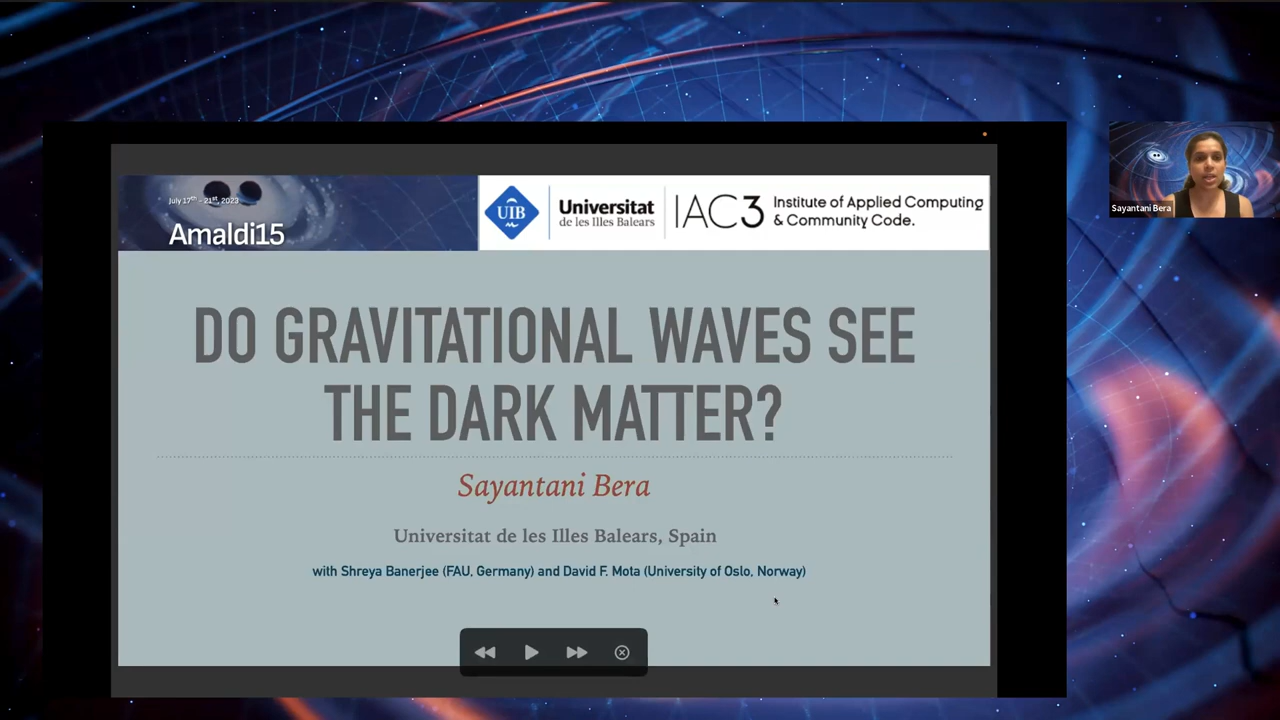 July 17th - 21st, 2023
Amaldi15
UIB
Universitat
de les Illes Balears
IAC3
Institute of Applied Computing
& Community Code.
DO GRAVITATIONAL WAVES SEE
THE DARK MATTER?
Sayantani Bera
Universitat de les Illes Balears, Spain
with Shreya Banerjee (FAU, Germany) and David F. Mota (University of Oslo, Norway)
Sayantani Bera